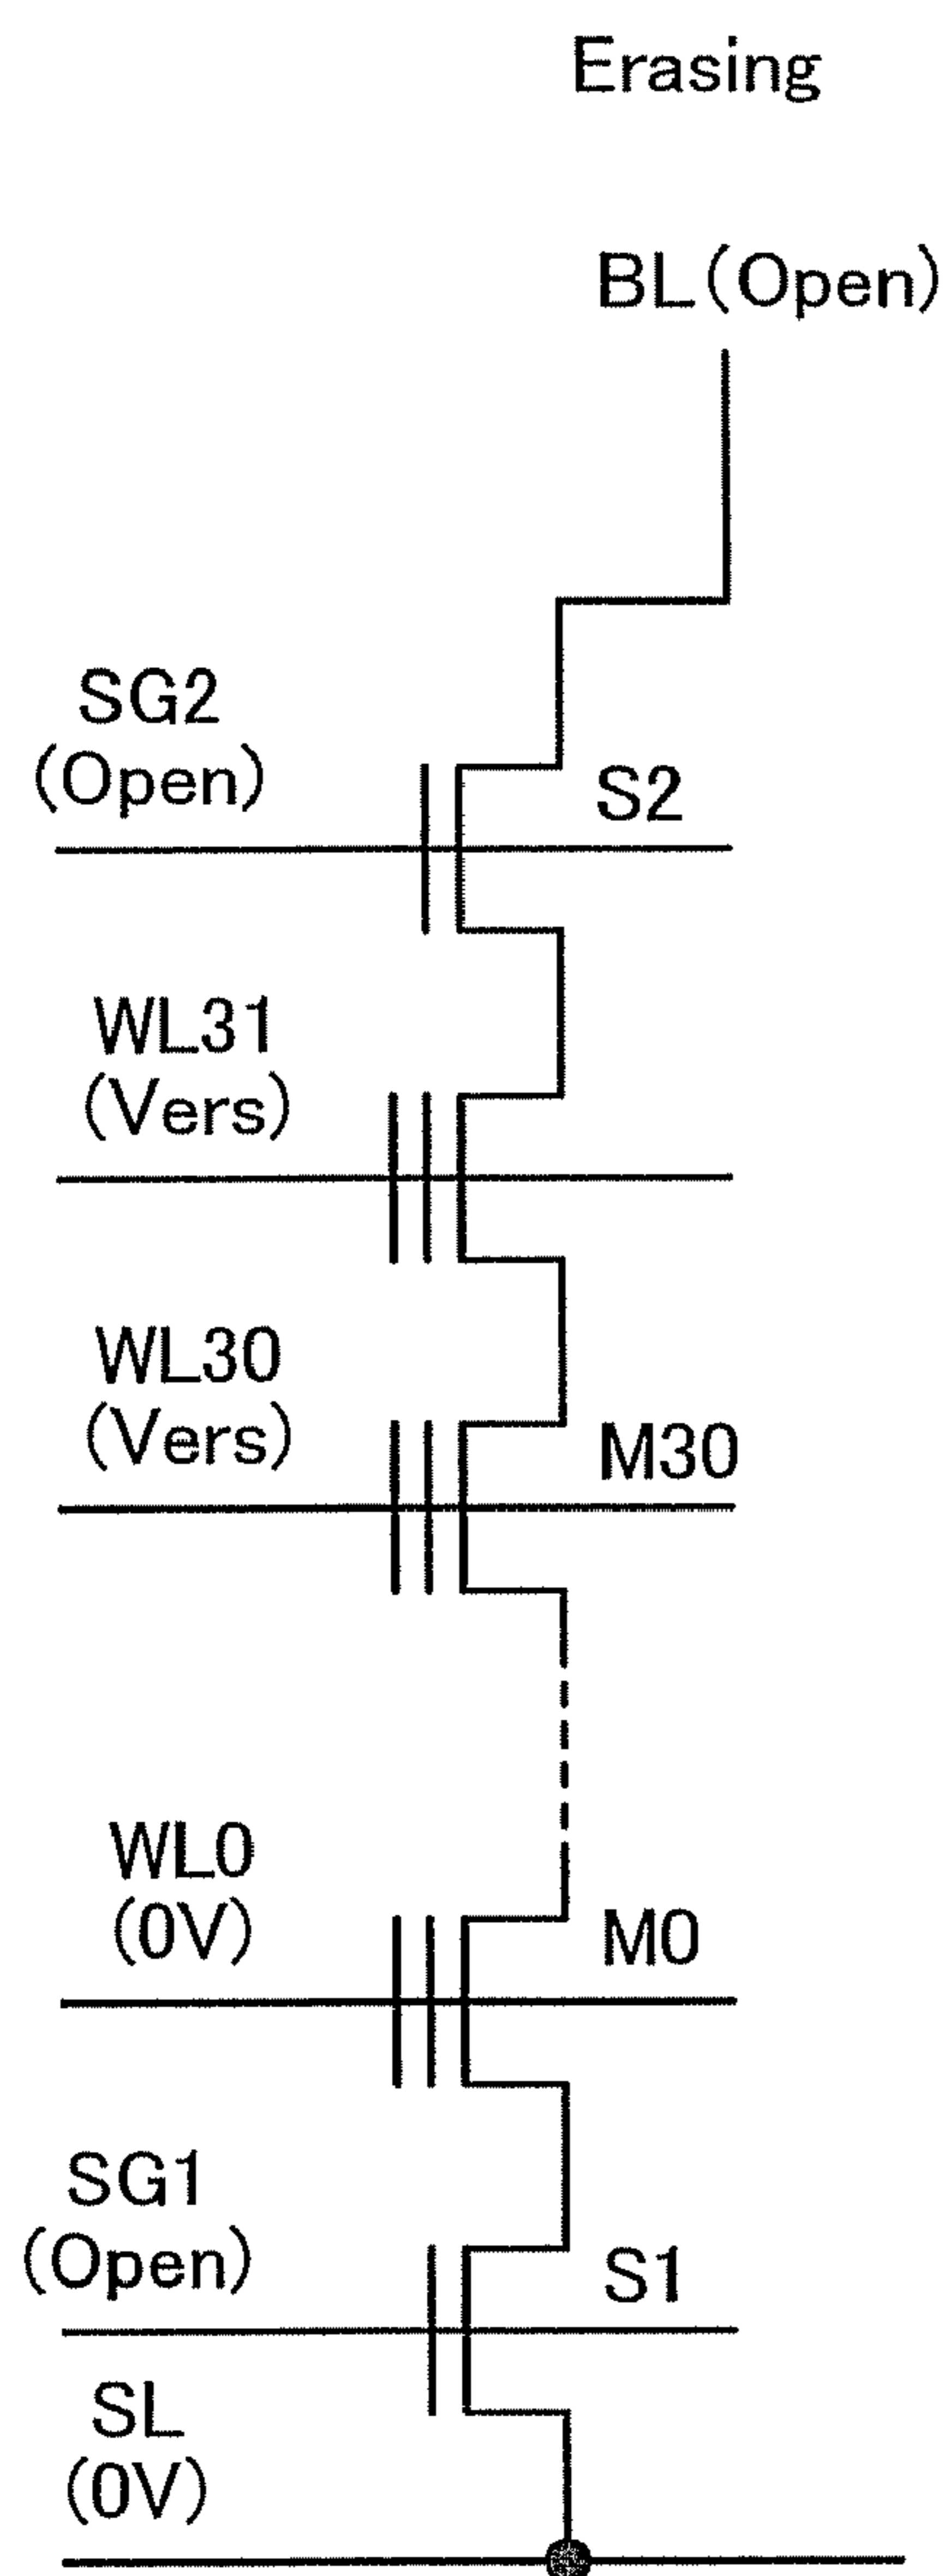 Erasing
BL(Open)
SG2
(Open)
S2
WL31
(Vers)
WL30
(Vers)
M30
WL0
(0V)
M0
SG1
(Open)
S1
SL
(0V)